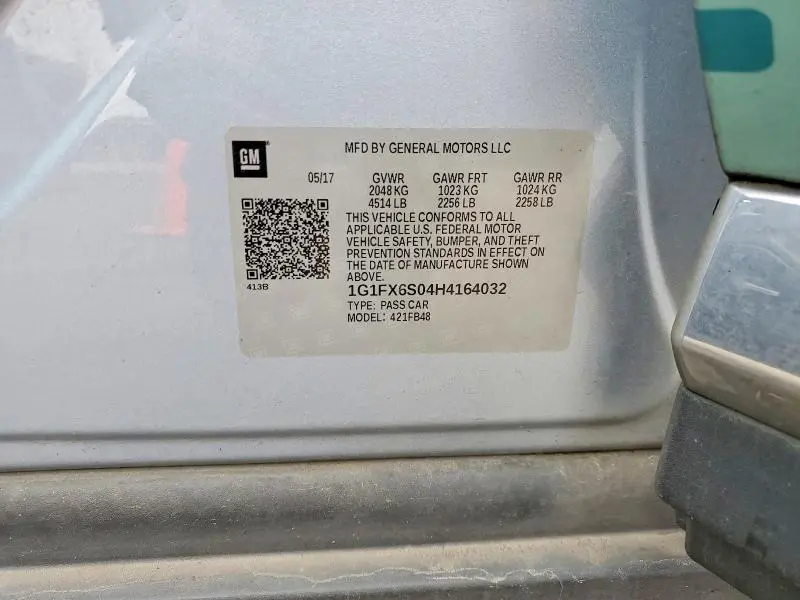 GM
MFD BY GENERAL MOTORS LLC
05/17 GVWR GAWR FRT GAWR RR
2048 KG 1023 KG 1024 KG
4514 LB 2256 LB 2258 LB
THIS VEHICLE CONFORMS TO ALL
APPLICABLE U.S. FEDERAL MOTOR
VEHICLE SAFETY, BUMPER, AND THEFT
PREVENTION STANDARDS IN EFFECT ON
THE DATE OF MANUFACTURE SHOWN
ABOVE.
413B
1G1FX6S04H4164032
TYPE: PASS CAR
MODEL: 421FB48